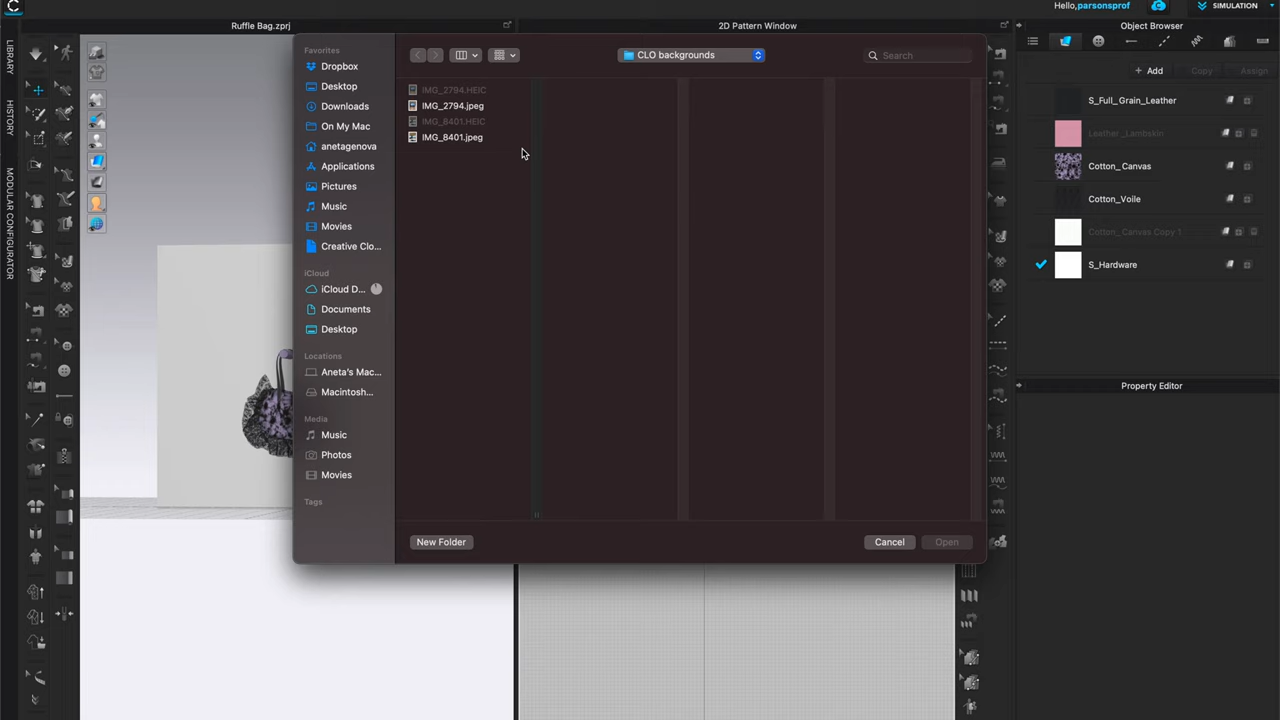 Hello, parsonsprof
SIMULATION
Ruffle Bag.zprj
2D Pattern Window
Object Browser
LIBRARY
HISTORY
MODULAR CONFIGURATOR
Favorites
Dropbox
Desktop
Downloads
On My Mac
anetagenova
Applications
Pictures
Music
Movies
Creative Clo...
iCloud
iCloud D...
Documents
Desktop
Locations
Aneta's Mac...
Macintosh...
Media
Music
Photos
Movies
Tags
CLO backgrounds
Search
IMG_2794.HEIC
IMG_2794.jpeg
IMG_8401.HEIC
IMG_8401.jpeg
New Folder
Cancel
Open
+ Add
Copy
Assign
S_Full_Grain_Leather
Leather_Lambskin
Cotton_Canvas
Cotton_Voile
Cotton_Canvas Copy 1
S_Hardware
Property Editor